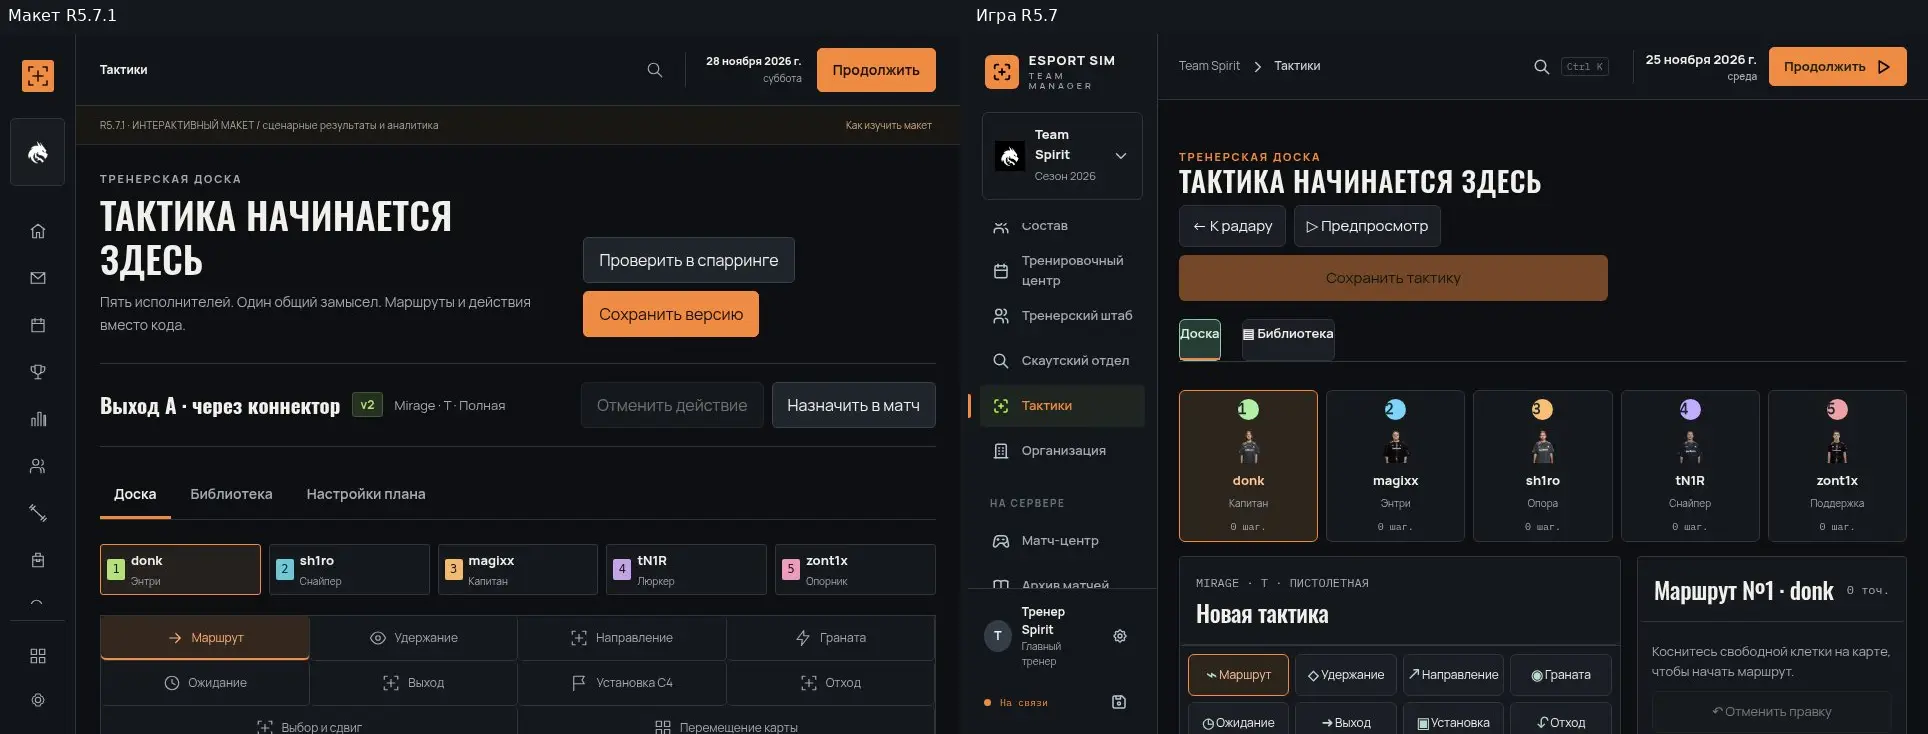 Макет R5.7.1
Тактики
28 ноября 2026 г.
суббота
Продолжить
R5.7.1 · ИНТЕРАКТИВНЫЙ МАКЕТ / сценарные результаты и аналитика
Как изучить макет
ТРЕНЕРСКАЯ ДОСКА
ТАКТИКА НАЧИНАЕТСЯ
ЗДЕСЬ
Пять исполнителей. Один общий замысел. Маршруты и действия
вместо кода.
Проверить в спарринге
Сохранить версию
Выход A · через коннектор
v2
Mirage · T · Полная
Отменить действие
Назначить в матч
Доска
Библиотека
Настройки плана
1
donk
Энтри
2
sh1ro
Снайпер
3
magixx
Капитан
4
tN1R
Люркер
5
zont1x
Опорник
Маршрут
Удержание
Направление
Граната
Ожидание
Выход
Установка C4
Отход
Выбор и сдвиг
Перемещение карты
Игра R5.7
ESPORT SIM
TEAM
MANAGER
Team
Spirit
Сезон 2026
Состав
Тренировочный
центр
Тренерский штаб
Скаутский отдел
Тактики
Организация
НА СЕРВЕРЕ
Матч-центр
Архив матчей
T
Тренер
Spirit
Главный
тренер
На связи
Team Spirit
Тактики
Ctrl K
25 ноября 2026 г.
среда
Продолжить
ТРЕНЕРСКАЯ ДОСКА
ТАКТИКА НАЧИНАЕТСЯ ЗДЕСЬ
← К радару
▷ Предпросмотр
Сохранить тактику
Доска
▤ Библиотека
1
donk
Капитан
0 шаг.
2
magixx
Энтри
0 шаг.
3
sh1ro
Опора
0 шаг.
4
tN1R
Снайпер
0 шаг.
5
zont1x
Поддержка
0 шаг.
MIRAGE · T · ПИСТОЛЕТНАЯ
Новая тактика
⌁ Маршрут
◇ Удержание
↗ Направление
◉ Граната
◷ Ожидание
→ Выход
▣ Установка
⤿ Отход
Маршрут №1 · donk
0 точ.
Коснитесь свободной клетки на карте,
чтобы начать маршрут.
↶ Отменить правку